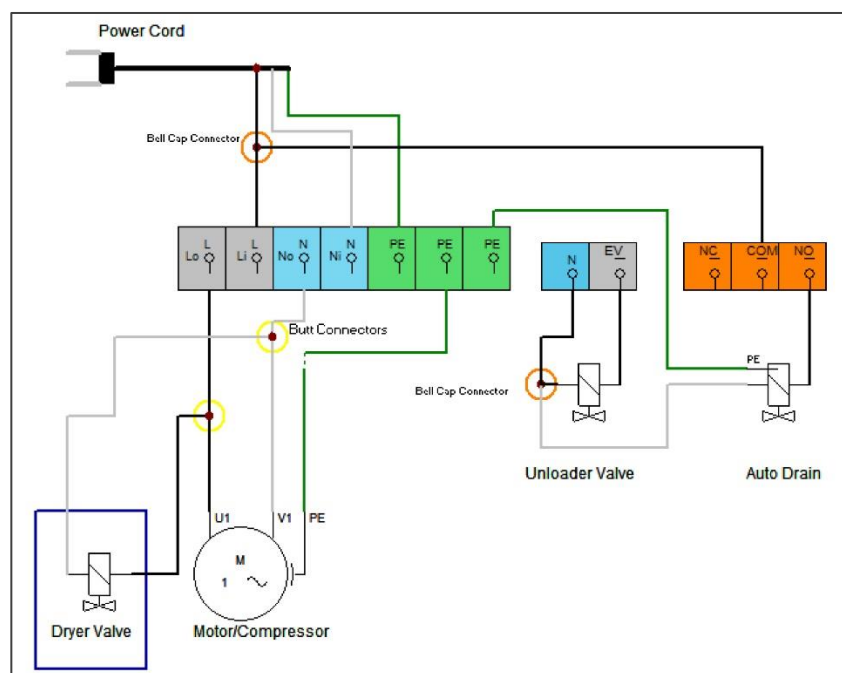 Power Cord
Bell Cap Connector
L L N N PE PE PE
Lo Li No Ni
N EV
NC COM NO
Butt Connectors
PE
Bell Cap Connector
Unloader Valve Auto Drain
U1 V1 PE
M
1
Dryer Valve Motor/Compressor